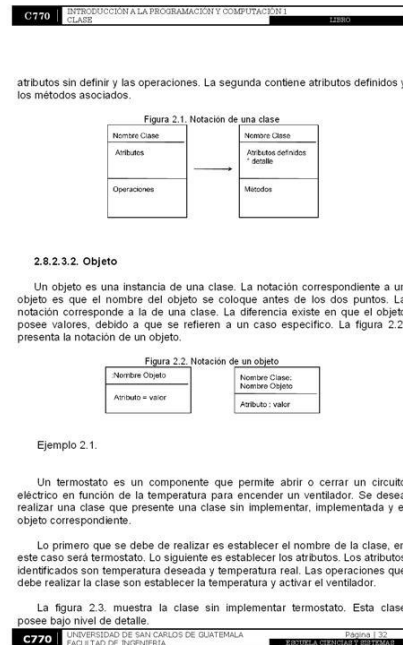 C770
INTRODUCCIÓN A LA PROGRAMACIÓN Y COMPUTACIÓN 1
CLASE
LIBRO
atributos sin definir y las operaciones. La segunda contiene atributos definidos y
los métodos asociados.
Figura 2.1. Notación de una clase
Nombre Clase
Atributes
Operaciones
Nombre Clase
Atributos definidos
* detalle
Métodos
2.8.2.3.2. Objeto
Un objeto es una instancia de una clase. La notación correspondiente a un
objeto es que el nombre del objeto se coloque antes de los dos puntos. La
notación corresponde a la de una clase. La diferencia existe en que el objeto
posee valores, debido a que se refieren a un caso especifico. La figura 2.2.
presenta la notación de un objeto.
Figura 2.2. Notación de un objeto
:Nombre Objeto
Atributo = valor
Nombre Clase:
Nombre Objeto
Atributo : valor
Ejemplo 2.1.
Un termostato es un componente que permite abrir o cerrar un circuito
eléctrico en función de la temperatura para encender un ventilador. Se desea
realizar una clase que presente una clase sin implementar, implementada y el
objeto correspondiente.
Lo primero que se debe de realizar es establecer el nombre de la clase, en
este caso será termostato. Lo siguiente es establecer los atributos. Los atributos
identificados son temperatura deseada y temperatura real. Las operaciones que
debe realizar la clase son establecer la temperatura y activar el ventilador.
La figura 2.3. muestra la clase sin implementar termostato. Esta clase
posee bajo nivel de detalle.
C770
UNIVERSIDAD DE SAN CARLOS DE GUATEMALA
FACULTAD DE INGENIERÍA
Página | 32
ESCUELA CIENCIAS Y SISTEMAS